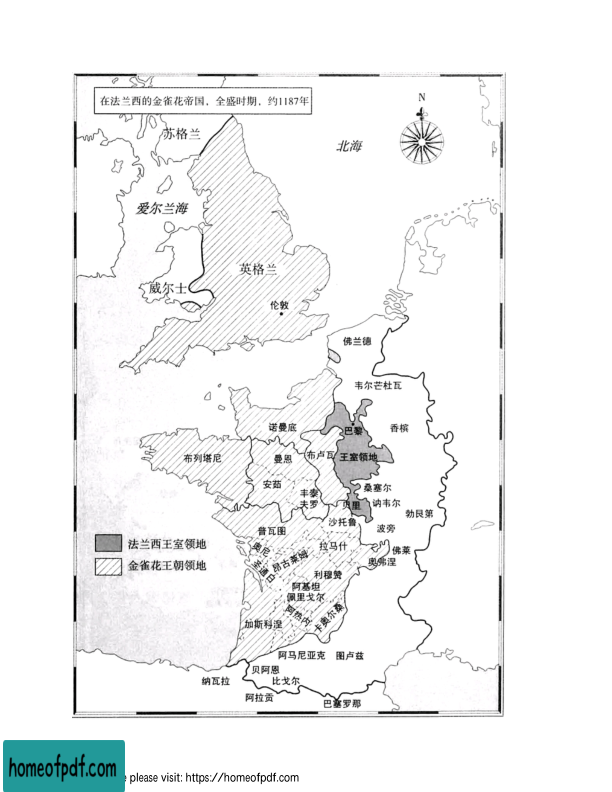 在法兰西的金雀花帝国，全盛时期，约1187年
N
苏格兰
北海
爱尔兰海
英格兰
威尔士
伦敦
佛兰德
韦尔芒杜瓦
诺曼底
巴黎
香槟
布列塔尼
曼恩
布卢瓦
王室领地
安茹
丰泰
夫罗
桑塞尔
贝里
讷韦尔
勃艮第
沙托鲁
波旁
普瓦图
法兰西王室领地
金雀花王朝领地
奥尼
圣通日
昂古莱姆
拉马什
佛莱
奥弗涅
利穆赞
阿基坦
佩里戈尔
阿热内
卡奥尔桑
加斯科涅
阿马尼亚克
图卢兹
贝阿恩
纳瓦拉
比戈尔
阿拉贡
巴塞罗那
homeofpdf.com
e please visit: https://homeofpdf.com